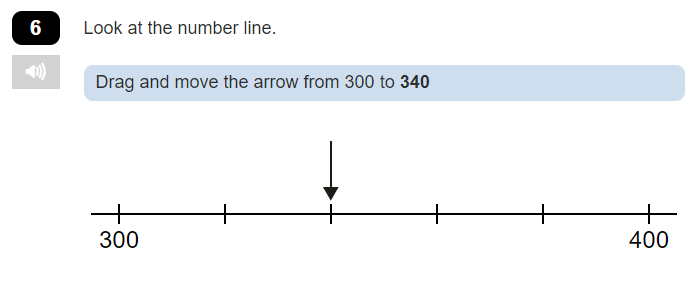 6 Look at the number line.
Drag and move the arrow from 300 to 340
300 400